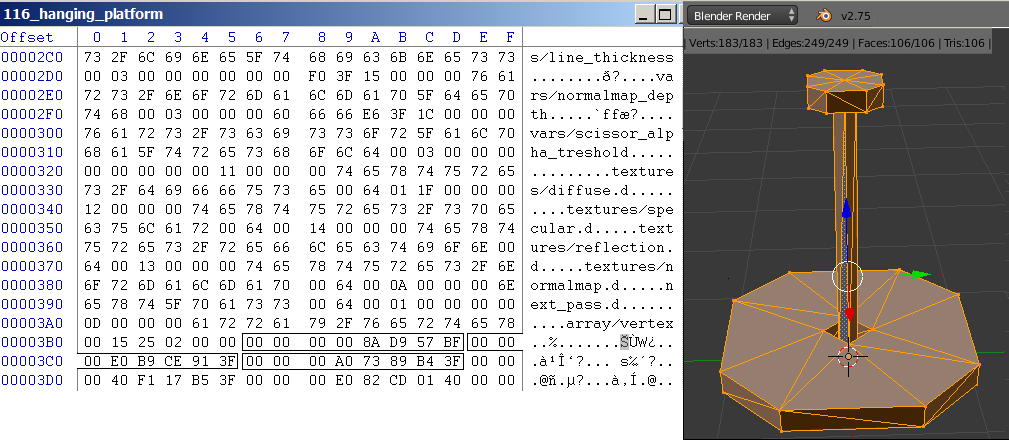 116_hanging_platform
Offset 0 1 2 3 4 5 6 7 8 9 A B C D E F
000002C0 73 2F 6C 69 6E 65 5F 74 68 69 63 6B 6E 65 73 73 s/line_thickness
000002D0 00 03 00 00 00 00 00 00 F0 3F 15 00 00 00 76 61 ........ð?....va
000002E0 72 73 2F 6E 6F 72 6D 61 6C 6D 61 70 5F 64 65 70 rs/normalmap_dep
000002F0 74 68 00 03 00 00 00 60 66 66 E6 3F 1C 00 00 00 th.....`ffæ?....
00000300 76 61 72 73 2F 73 63 69 73 73 6F 72 5F 61 6C 70 vars/scissor_alp
00000310 68 61 5F 74 72 65 73 68 6F 6C 64 00 03 00 00 00 ha_treshold.....
00000320 00 00 00 00 00 11 00 00 00 74 65 78 74 75 72 65 .........texture
00000330 73 2F 64 69 66 66 75 73 65 00 64 01 1F 00 00 00 s/diffuse.d.....
00000340 12 00 00 00 74 65 78 74 75 72 65 73 2F 73 70 65 ....textures/spe
00000350 63 75 6C 61 72 00 64 00 14 00 00 00 74 65 78 74 cular.d.....text
00000360 75 72 65 73 2F 72 65 66 6C 65 63 74 69 6F 6E 00 ures/reflection.
00000370 64 00 13 00 00 00 74 65 78 74 75 72 65 73 2F 6E d.....textures/n
00000380 6F 72 6D 61 6C 6D 61 70 00 64 00 0A 00 00 00 6E ormalmap.d.....n
00000390 65 78 74 5F 70 61 73 73 00 64 00 01 00 00 00 00 ext_pass.d......
000003A0 0D 00 00 00 61 72 72 61 79 2F 76 65 72 74 65 78 ....array/vertex
000003B0 00 15 25 02 00 00 00 00 00 00 8A D9 57 BF 00 00 ..%.......ŠÙW¿..
000003C0 00 E0 B9 CE 91 3F 00 00 00 A0 73 89 B4 3F 00 00 .à¹Î‘?... s‰´?..
000003D0 00 40 F1 17 B5 3F 00 00 00 E0 82 CD 01 40 00 00 .@ñ.µ?...à‚Í.@..
Blender Render v2.75
| Verts:183/183 | Edges:249/249 | Faces:106/106 | Tris:106 |